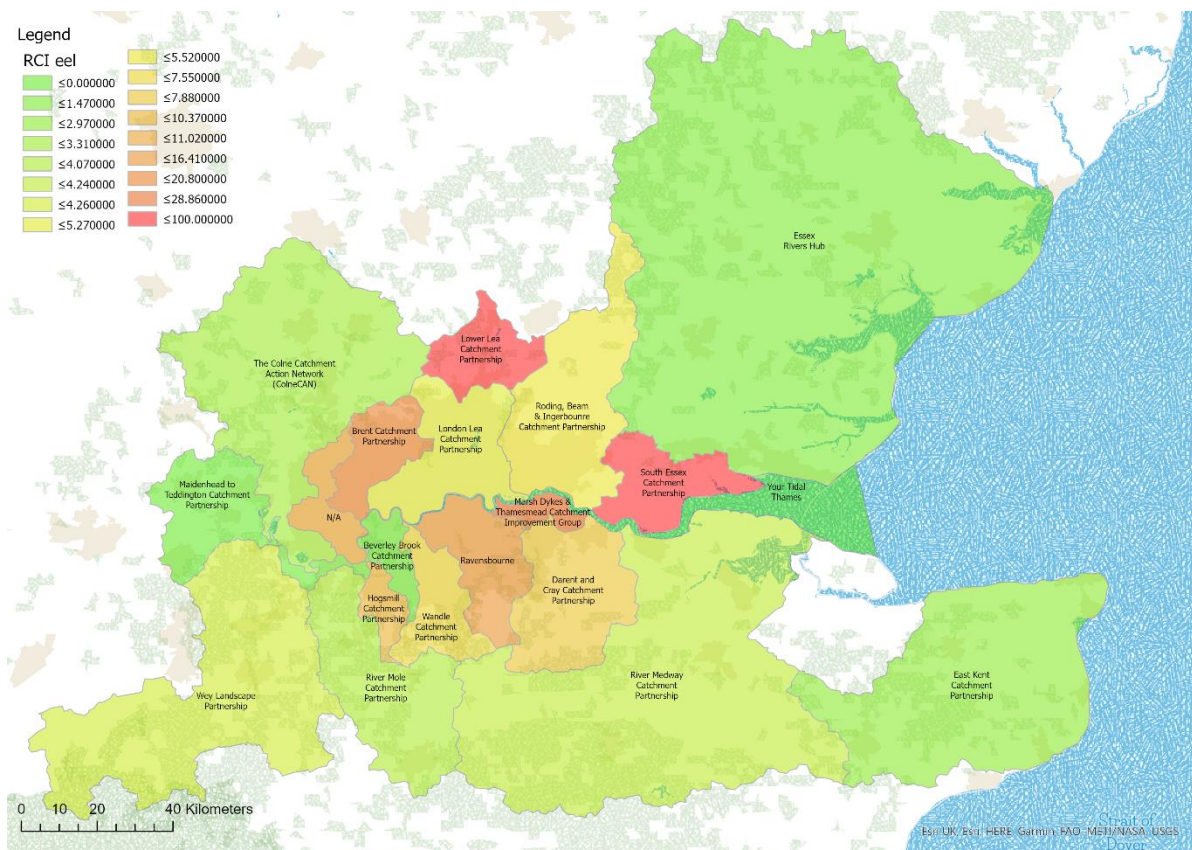 Legend
RCI eel
≤0.000000
≤1.470000
≤2.970000
≤3.310000
≤4.070000
≤4.240000
≤4.260000
≤5.270000
≤5.520000
≤7.550000
≤7.880000
≤10.370000
≤11.020000
≤16.410000
≤20.800000
≤28.860000
≤100.000000
Essex
Rivers Hub
Lower Lea
Catchment
Partnership
The Colne Catchment
Action Network
(ColneCAN)
Roding, Beam
& Ingerbounre
Catchment Partnership
Brent Catchment
Partnership
London Lea
Catchment
Partnership
South Essex
Catchment
Partnership
Your Tidal
Thames
Maidenhead to
Teddington Catchment
Partnership
Marsh Dykes &
Thamesmead Catchment
Improvement Group
N/A
Beverley Brook
Catchment
Partnership
Ravensbourne
Darent and
Cray Catchment
Partnership
Hogsmill
Catchment
Partnership
Wandle
Catchment
Partnership
River Mole
Catchment
Partnership
River Medway
Catchment
Partnership
East Kent
Catchment
Partnership
Wey Landscape
Partnership
0 10 20 40 Kilometers
Strait of
Dover
Esri UK, Esri, HERE, Garmin, FAO, METI/NASA, USGS